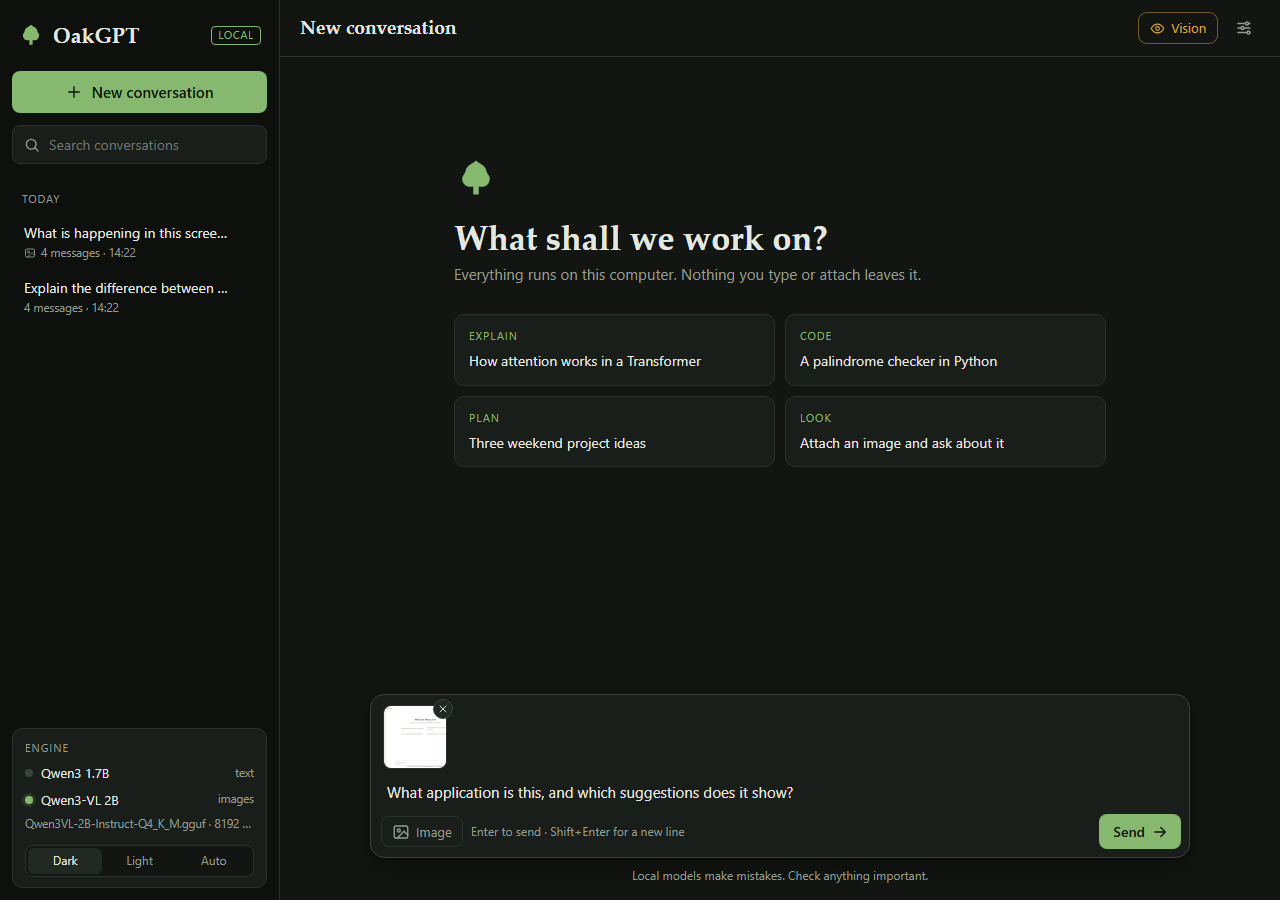 OakGPT
LOCAL
New conversation
Search conversations
TODAY
What is happening in this scree...
4 messages · 14:22
Explain the difference between ...
4 messages · 14:22
ENGINE
Qwen3 1.7B text
Qwen3-VL 2B images
Qwen3VL-2B-Instruct-Q4_K_M.gguf · 8192 ...
Dark Light Auto
New conversation
Vision
What shall we work on?
Everything runs on this computer. Nothing you type or attach leaves it.
EXPLAIN
How attention works in a Transformer
CODE
A palindrome checker in Python
PLAN
Three weekend project ideas
LOOK
Attach an image and ask about it
What application is this, and which suggestions does it show?
Image
Enter to send · Shift+Enter for a new line
Send
Local models make mistakes. Check anything important.